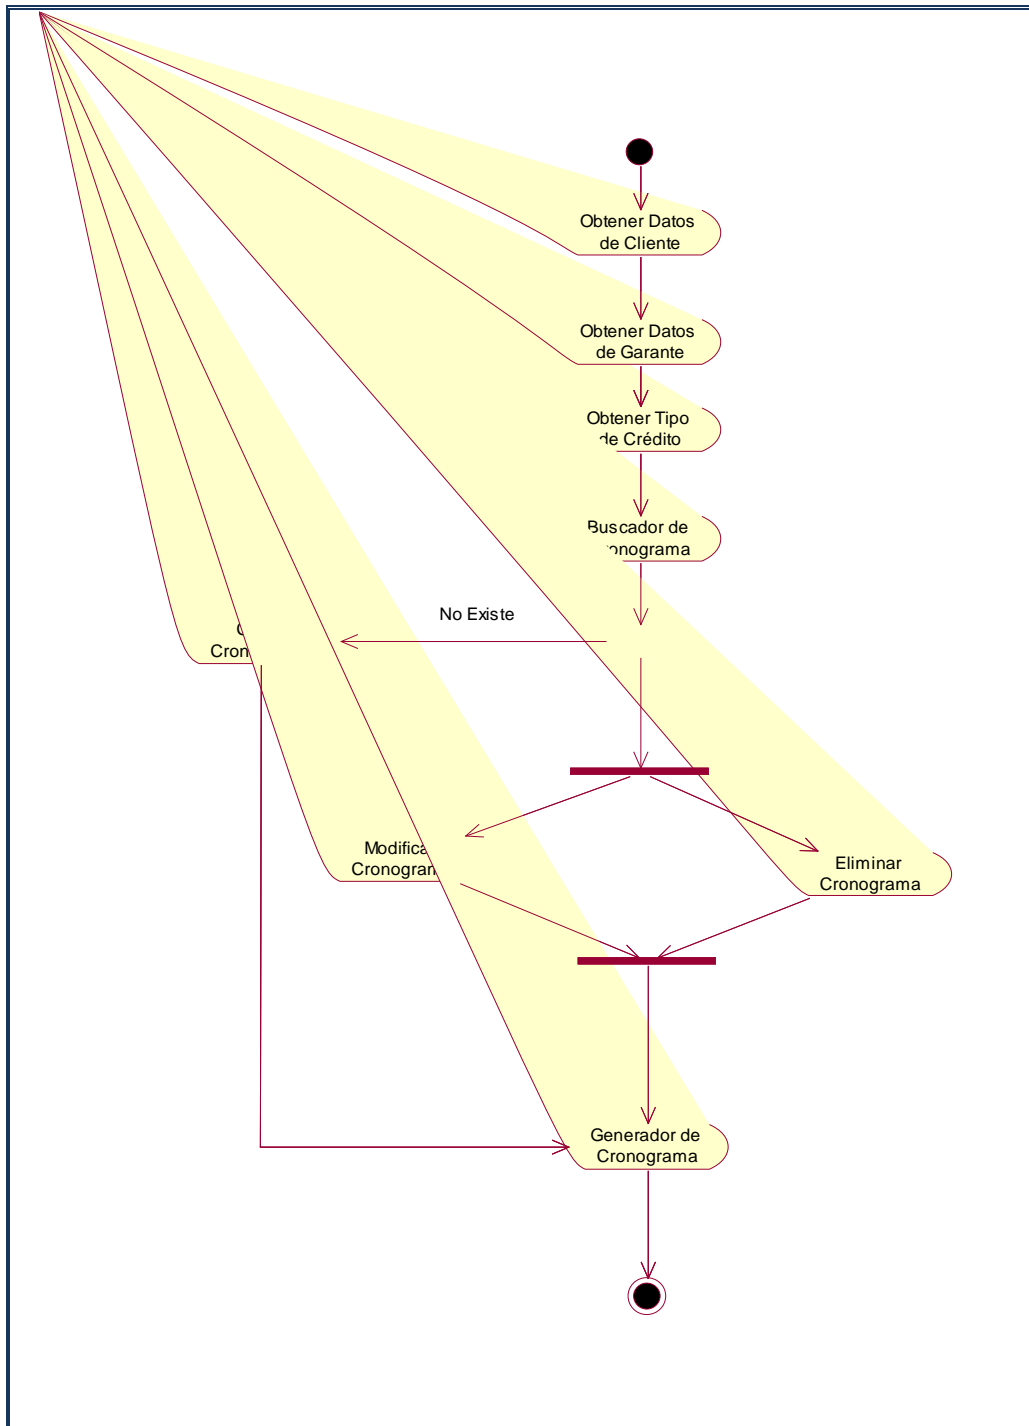 Obtener Datos
de Cliente
Obtener Datos
de Garante
Obtener Tipo
de Crédito
Buscador de
No Existe
Eliminar
Cronograma
Generador de
Cronograma